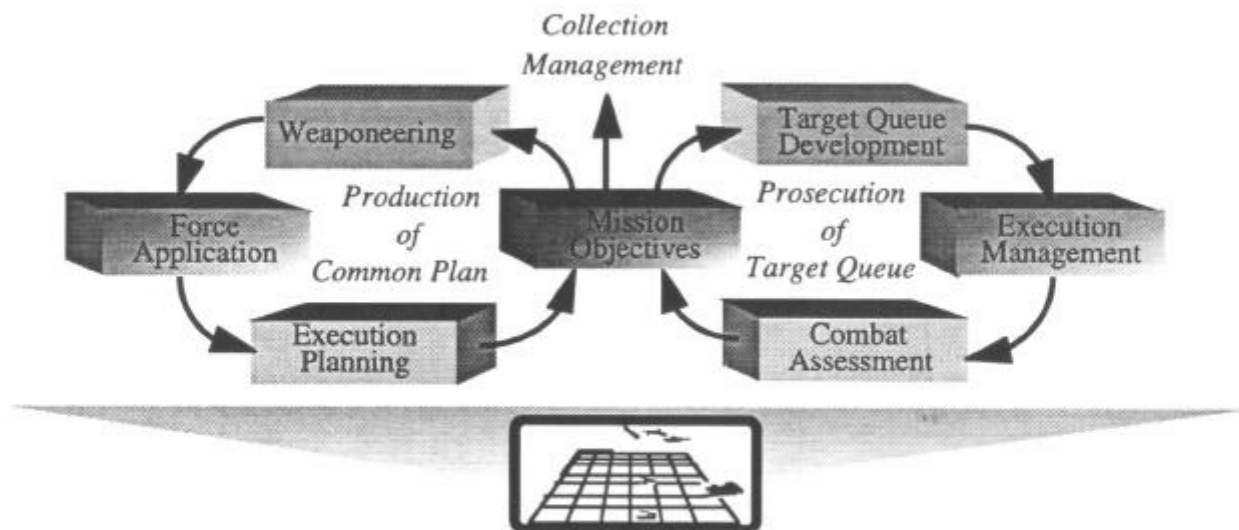 Collection
Management
Weaponeering
Target Queue
Development
Force
Application
Production
of
Common Plan
Mission
Objectives
Prosecution
of
Target Queue
Execution
Management
Execution
Planning
Combat
Assessment